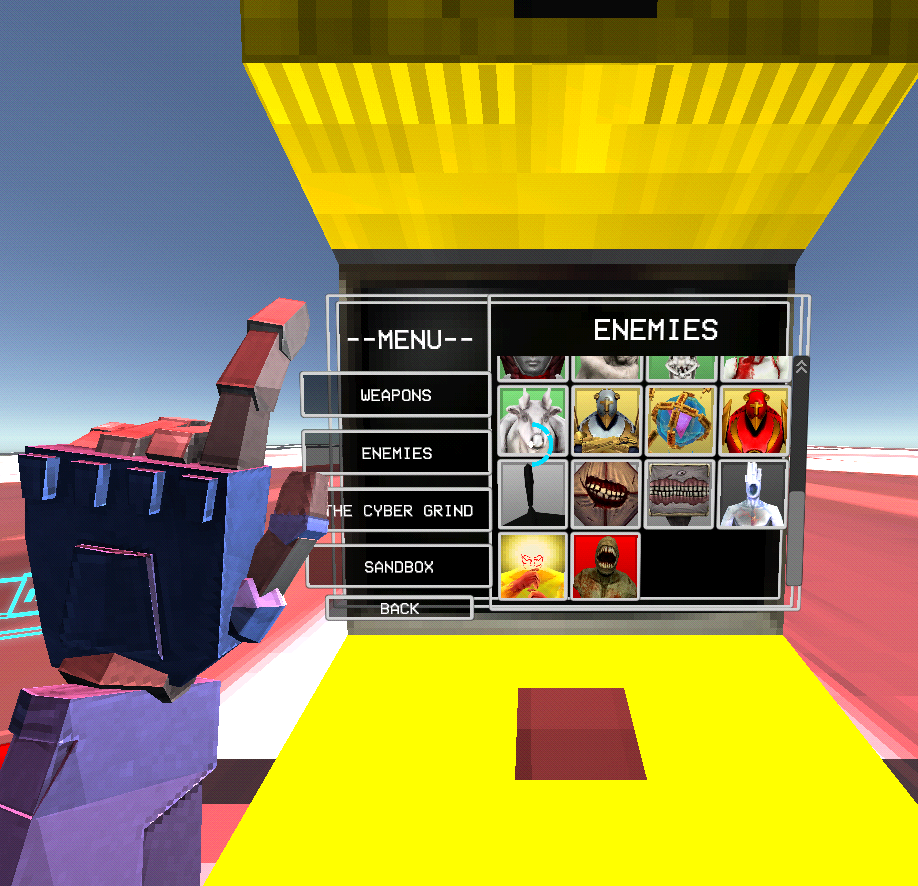 --MENU--
ENEMIES
WEAPONS
ENEMIES
THE CYBER GRIND
SANDBOX
BACK